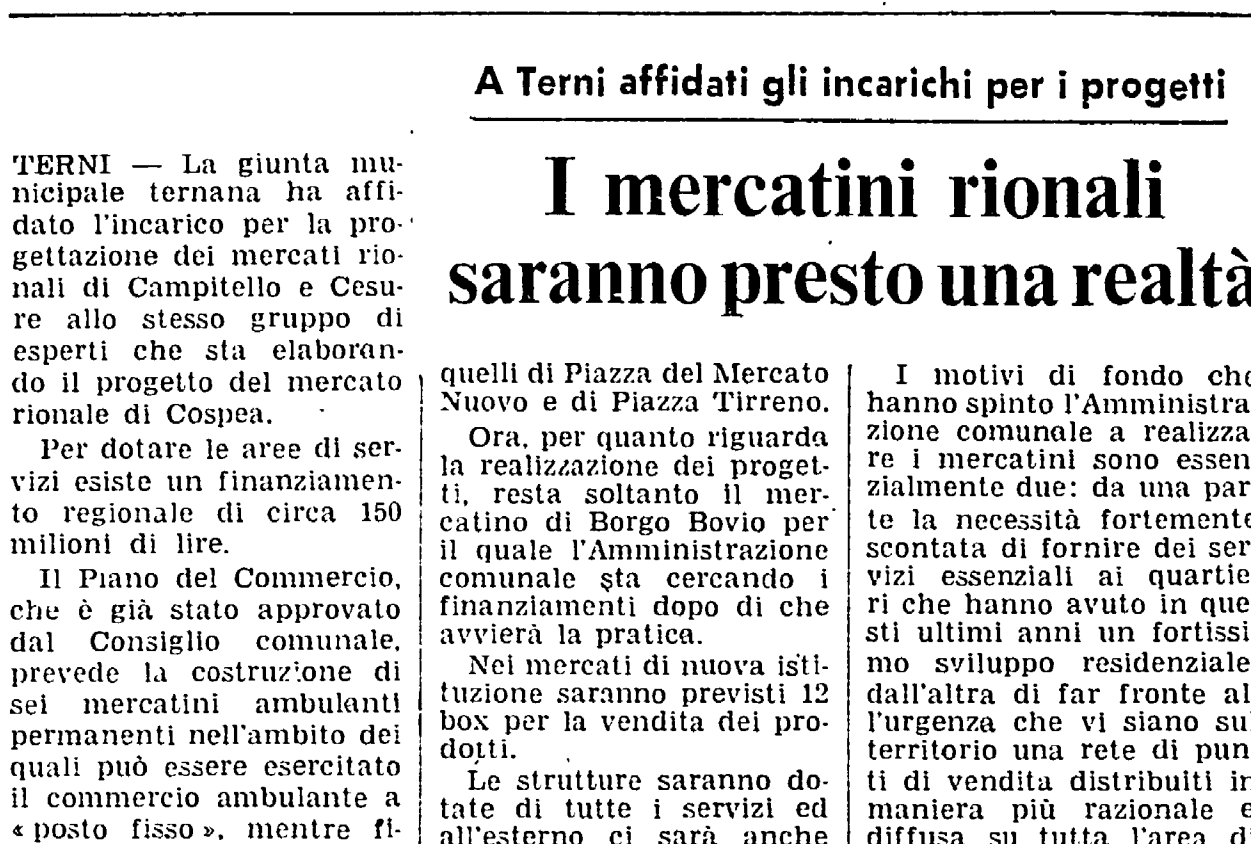 A Terni affidati gli incarichi per i progetti
I mercatini rionali
saranno presto una realtà
TERNI — La giunta mu-
nicipale ternana ha affi-
dato l'incarico per la pro-
gettazione dei mercati rio-
nali di Campitello e Cesu-
re allo stesso gruppo di
esperti che sta elaboran-
do il progetto del mercato
rionale di Cospea.
Per dotare le aree di ser-
vizi esiste un finanziamen-
to regionale di circa 150
milioni di lire.
Il Piano del Commercio,
che è già stato approvato
dal Consiglio comunale,
prevede la costruzione di
sei mercatini ambulanti
permanenti nell'ambito dei
quali può essere esercitato
il commercio ambulante a
« posto fisso », mentre fi-
quelli di Piazza del Mercato
Nuovo e di Piazza Tirreno.
Ora, per quanto riguarda
la realizzazione dei proget-
ti, resta soltanto il mer-
catino di Borgo Bovio per
il quale l'Amministrazione
comunale sta cercando i
finanziamenti dopo di che
avvierà la pratica.
Nei mercati di nuova isti-
tuzione saranno previsti 12
box per la vendita dei pro-
dotti.
Le strutture saranno do-
tate di tutte i servizi ed
all'esterno ci sarà anche
I motivi di fondo che
hanno spinto l'Amministra
zione comunale a realizza
re i mercatini sono essen
zialmente due: da una par
te la necessità fortemente
scontata di fornire dei ser
vizi essenziali ai quartie
ri che hanno avuto in que
sti ultimi anni un fortissi
mo sviluppo residenziale
dall'altra di far fronte al
l'urgenza che vi siano sul
territorio una rete di pun
ti di vendita distribuiti in
maniera più razionale e
diffusa su tutta l'area di